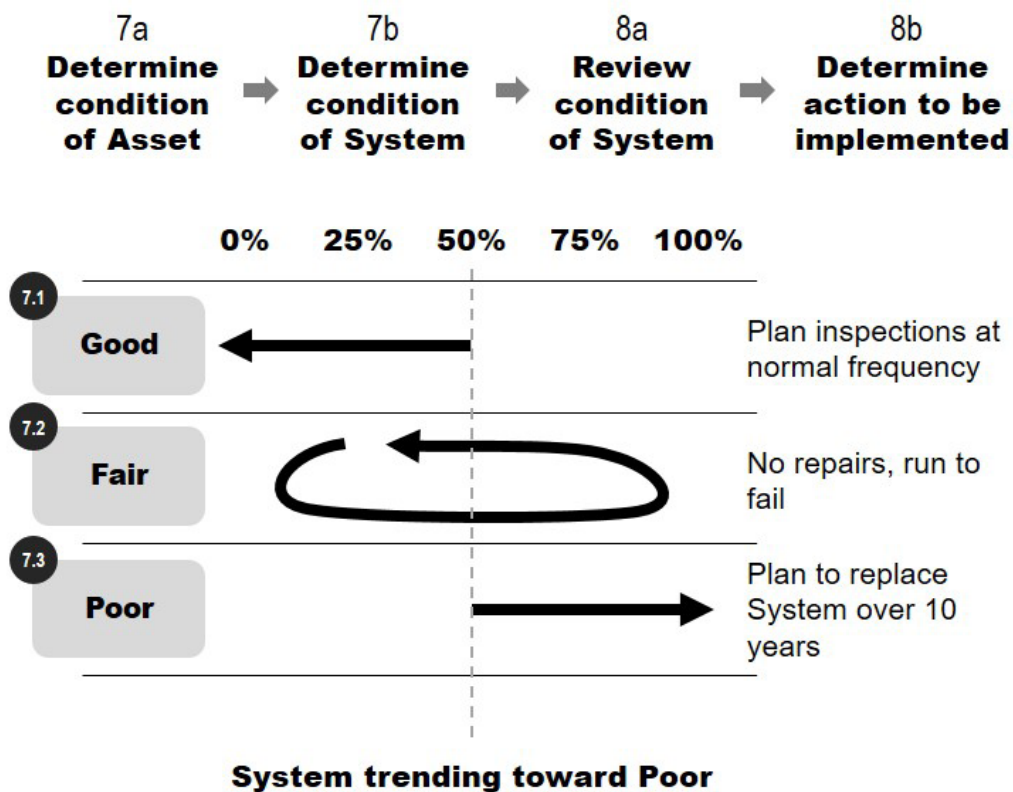 7a
Determine
condition
of Asset
7b
Determine
condition
of System
8a
Review
condition
of System
8b
Determine
action to be
implemented
0% 25% 50% 75% 100%
7.1
Good
Plan inspections at
normal frequency
7.2
Fair
No repairs, run to
fail
7.3
Poor
Plan to replace
System over 10
years
System trending toward Poor